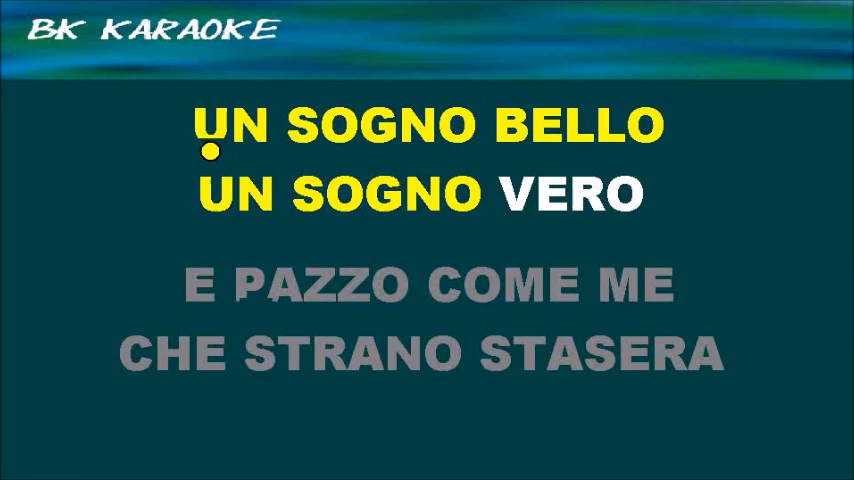 BK KARAOKE
UN SOGNO BELLO
UN SOGNO VERO
E PAZZO COME ME
CHE STRANO STASERA